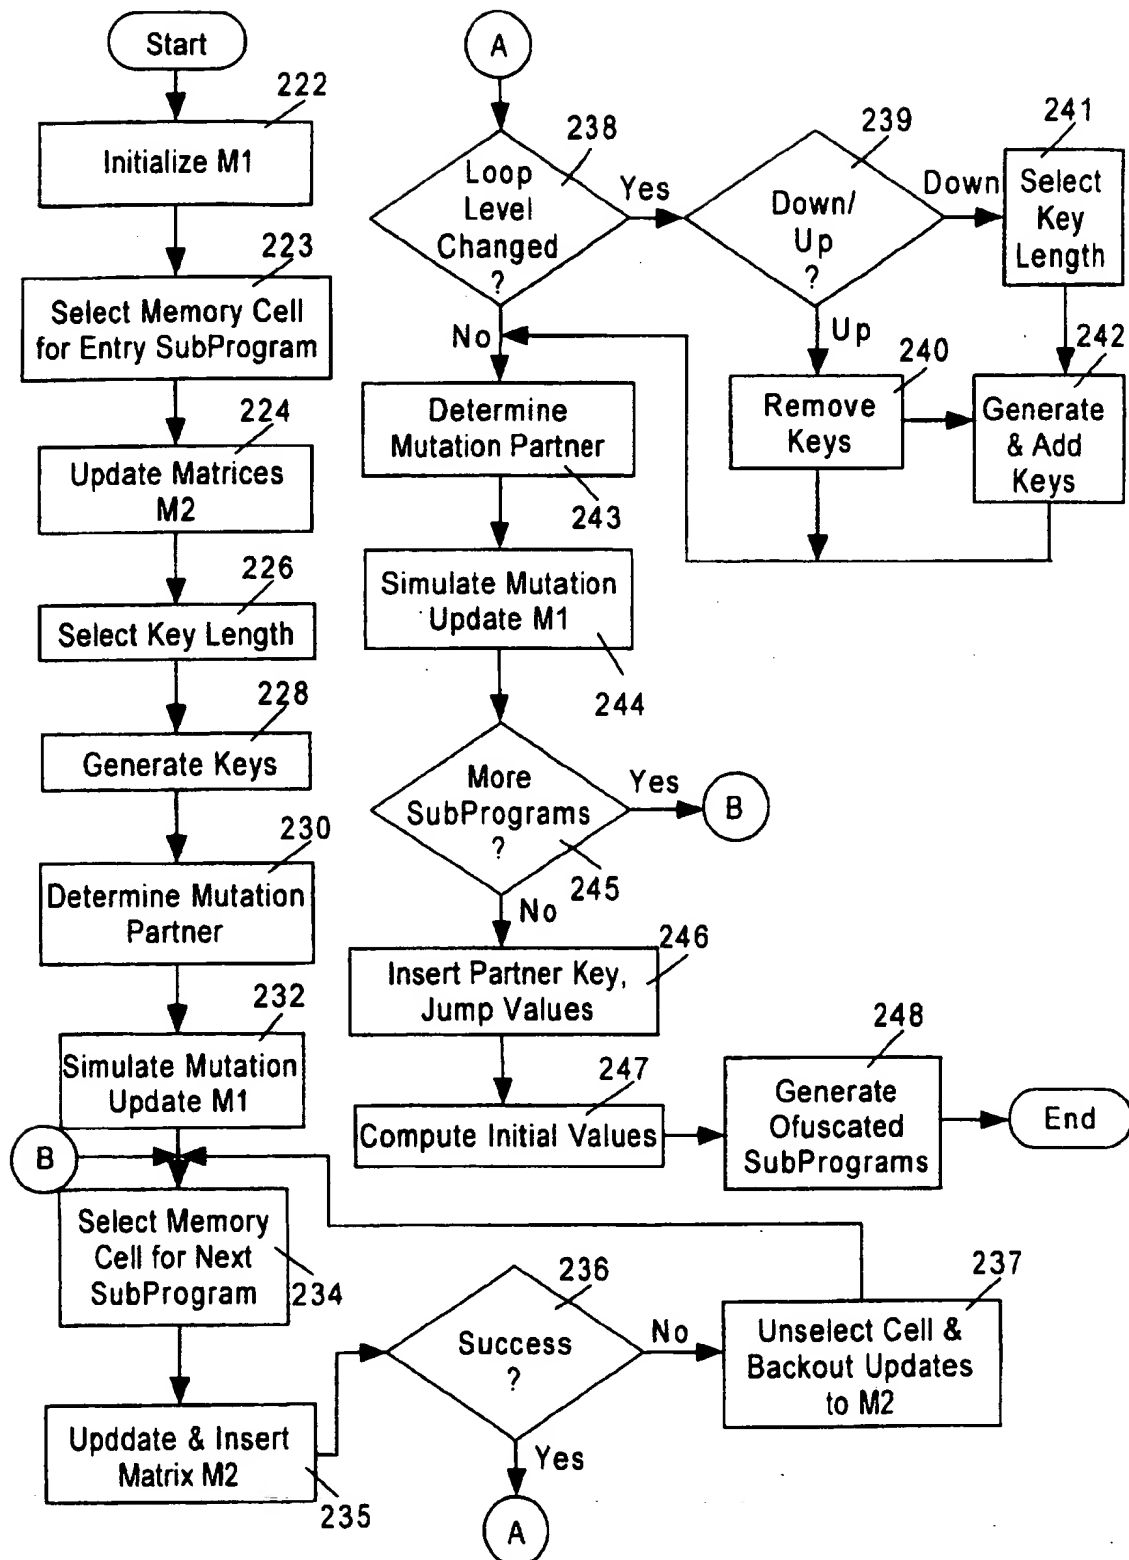 Start
222
Initialize M1
223
Select Memory Cell
for Entry SubProgram
224
Update Matrices
M2
226
Select Key Length
228
Generate Keys
230
Determine Mutation
Partner
232
Simulate Mutation
Update M1
B
Select Memory
Cell for Next
SubProgram
234
Upddate & Insert
Matrix M2
235
236
Success
?
No
Yes
237
Unselect Cell &
Backout Updates
to M2
A
A
238
Loop
Level
Changed
?
Yes
No
239
Down/
Up
?
Down
Up
241
Select
Key
Length
240
Remove
Keys
242
Generate
& Add
Keys
Determine
Mutation Partner
243
Simulate Mutation
Update M1
244
More
SubPrograms
?
245
Yes
B
No
246
Insert Partner Key,
Jump Values
247
Compute Initial Values
248
Generate
Ofuscated
SubPrograms
End